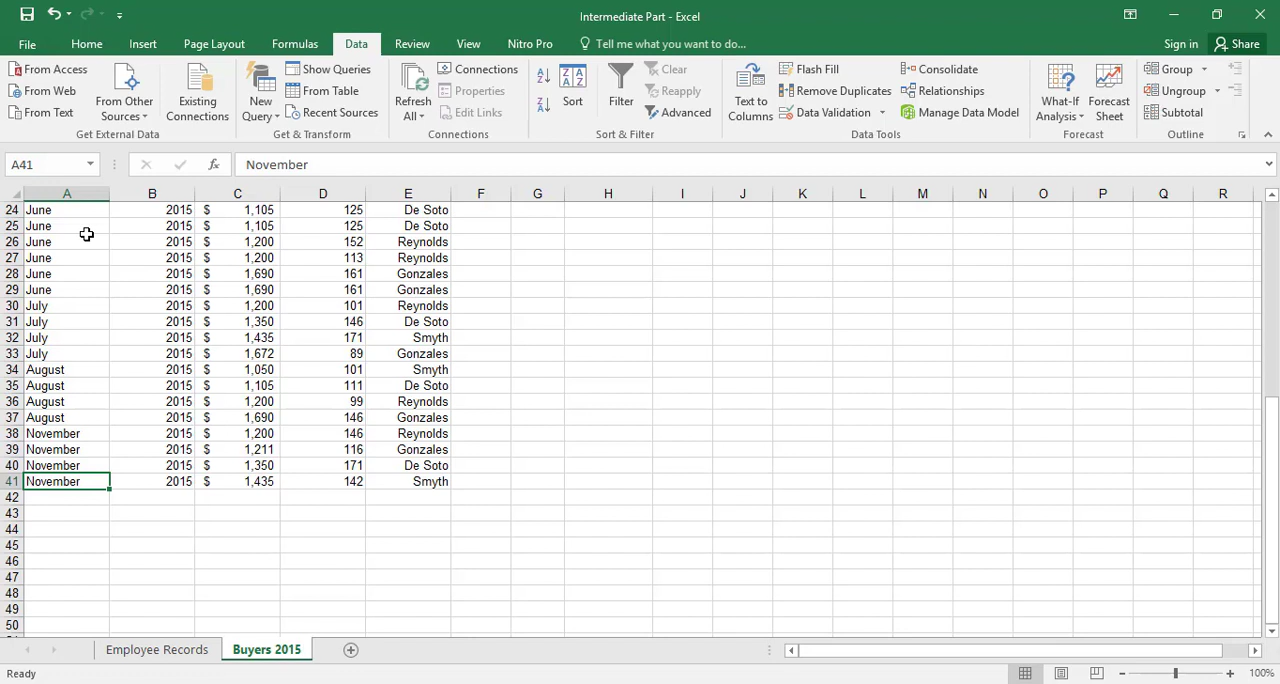 Intermediate Part - Excel
File Home Insert Page Layout Formulas Data Review View Nitro Pro Tell me what you want to do... Sign in Share
From Access
From Web
From Text
From Other Sources
Existing Connections
Get External Data
New Query
Show Queries
From Table
Recent Sources
Get & Transform
Refresh All
Connections
Properties
Edit Links
Connections
Sort
Filter
Clear
Reapply
Advanced
Sort & Filter
Text to Columns
Flash Fill
Remove Duplicates
Data Validation
Consolidate
Relationships
Manage Data Model
Data Tools
What-If Analysis
Forecast Sheet
Forecast
Group
Ungroup
Subtotal
Outline
A41 fx November
A B C D E F G H I J K L M N O P Q R
24 June 2015 $ 1,105 125 De Soto
25 June 2015 $ 1,105 125 De Soto
26 June 2015 $ 1,200 152 Reynolds
27 June 2015 $ 1,200 113 Reynolds
28 June 2015 $ 1,690 161 Gonzales
29 June 2015 $ 1,690 161 Gonzales
30 July 2015 $ 1,200 101 Reynolds
31 July 2015 $ 1,350 146 De Soto
32 July 2015 $ 1,435 171 Smyth
33 July 2015 $ 1,672 89 Gonzales
34 August 2015 $ 1,050 101 Smyth
35 August 2015 $ 1,105 111 De Soto
36 August 2015 $ 1,200 99 Reynolds
37 August 2015 $ 1,690 146 Gonzales
38 November 2015 $ 1,200 146 Reynolds
39 November 2015 $ 1,211 116 Gonzales
40 November 2015 $ 1,350 171 De Soto
41 November 2015 $ 1,435 142 Smyth
42
43
44
45
46
47
48
49
50
Employee Records Buyers 2015
Ready 100%